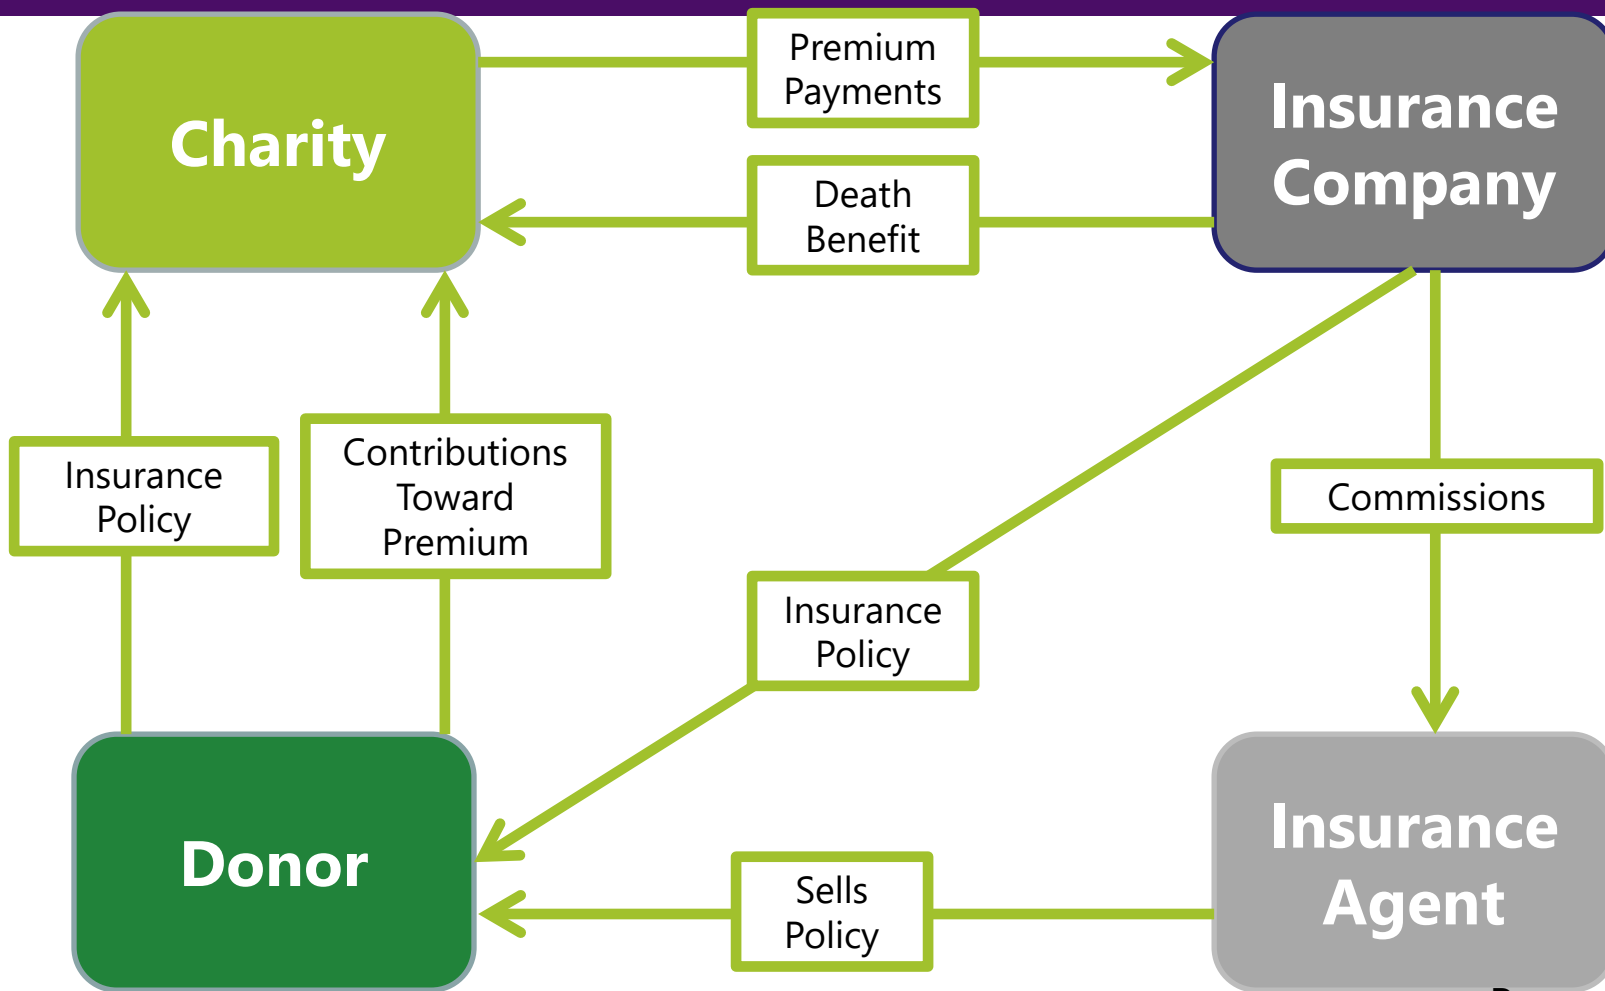 Premium
Payments
Charity
Insurance
Company
Death
Benefit
Insurance
Policy
Contributions
Toward
Premium
Commissions
Insurance
Policy
Donor
Sells
Policy
Insurance
Agent